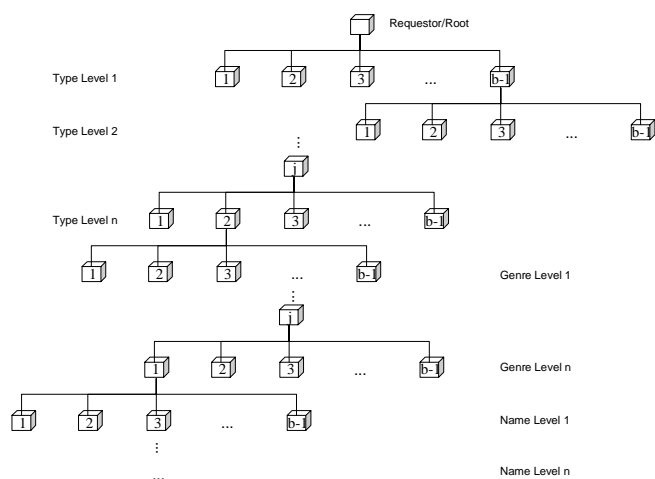 Requestor/Root
Type Level 1 1 2 3 ... b-1
Type Level 2 1 2 3 ... b-1
...
j
Type Level n 1 2 3 ... b-1
1 2 3 ... b-1 Genre Level 1
...
j
1 2 3 ... b-1 Genre Level n
1 2 3 ... b-1 Name Level 1
...
... Name Level n